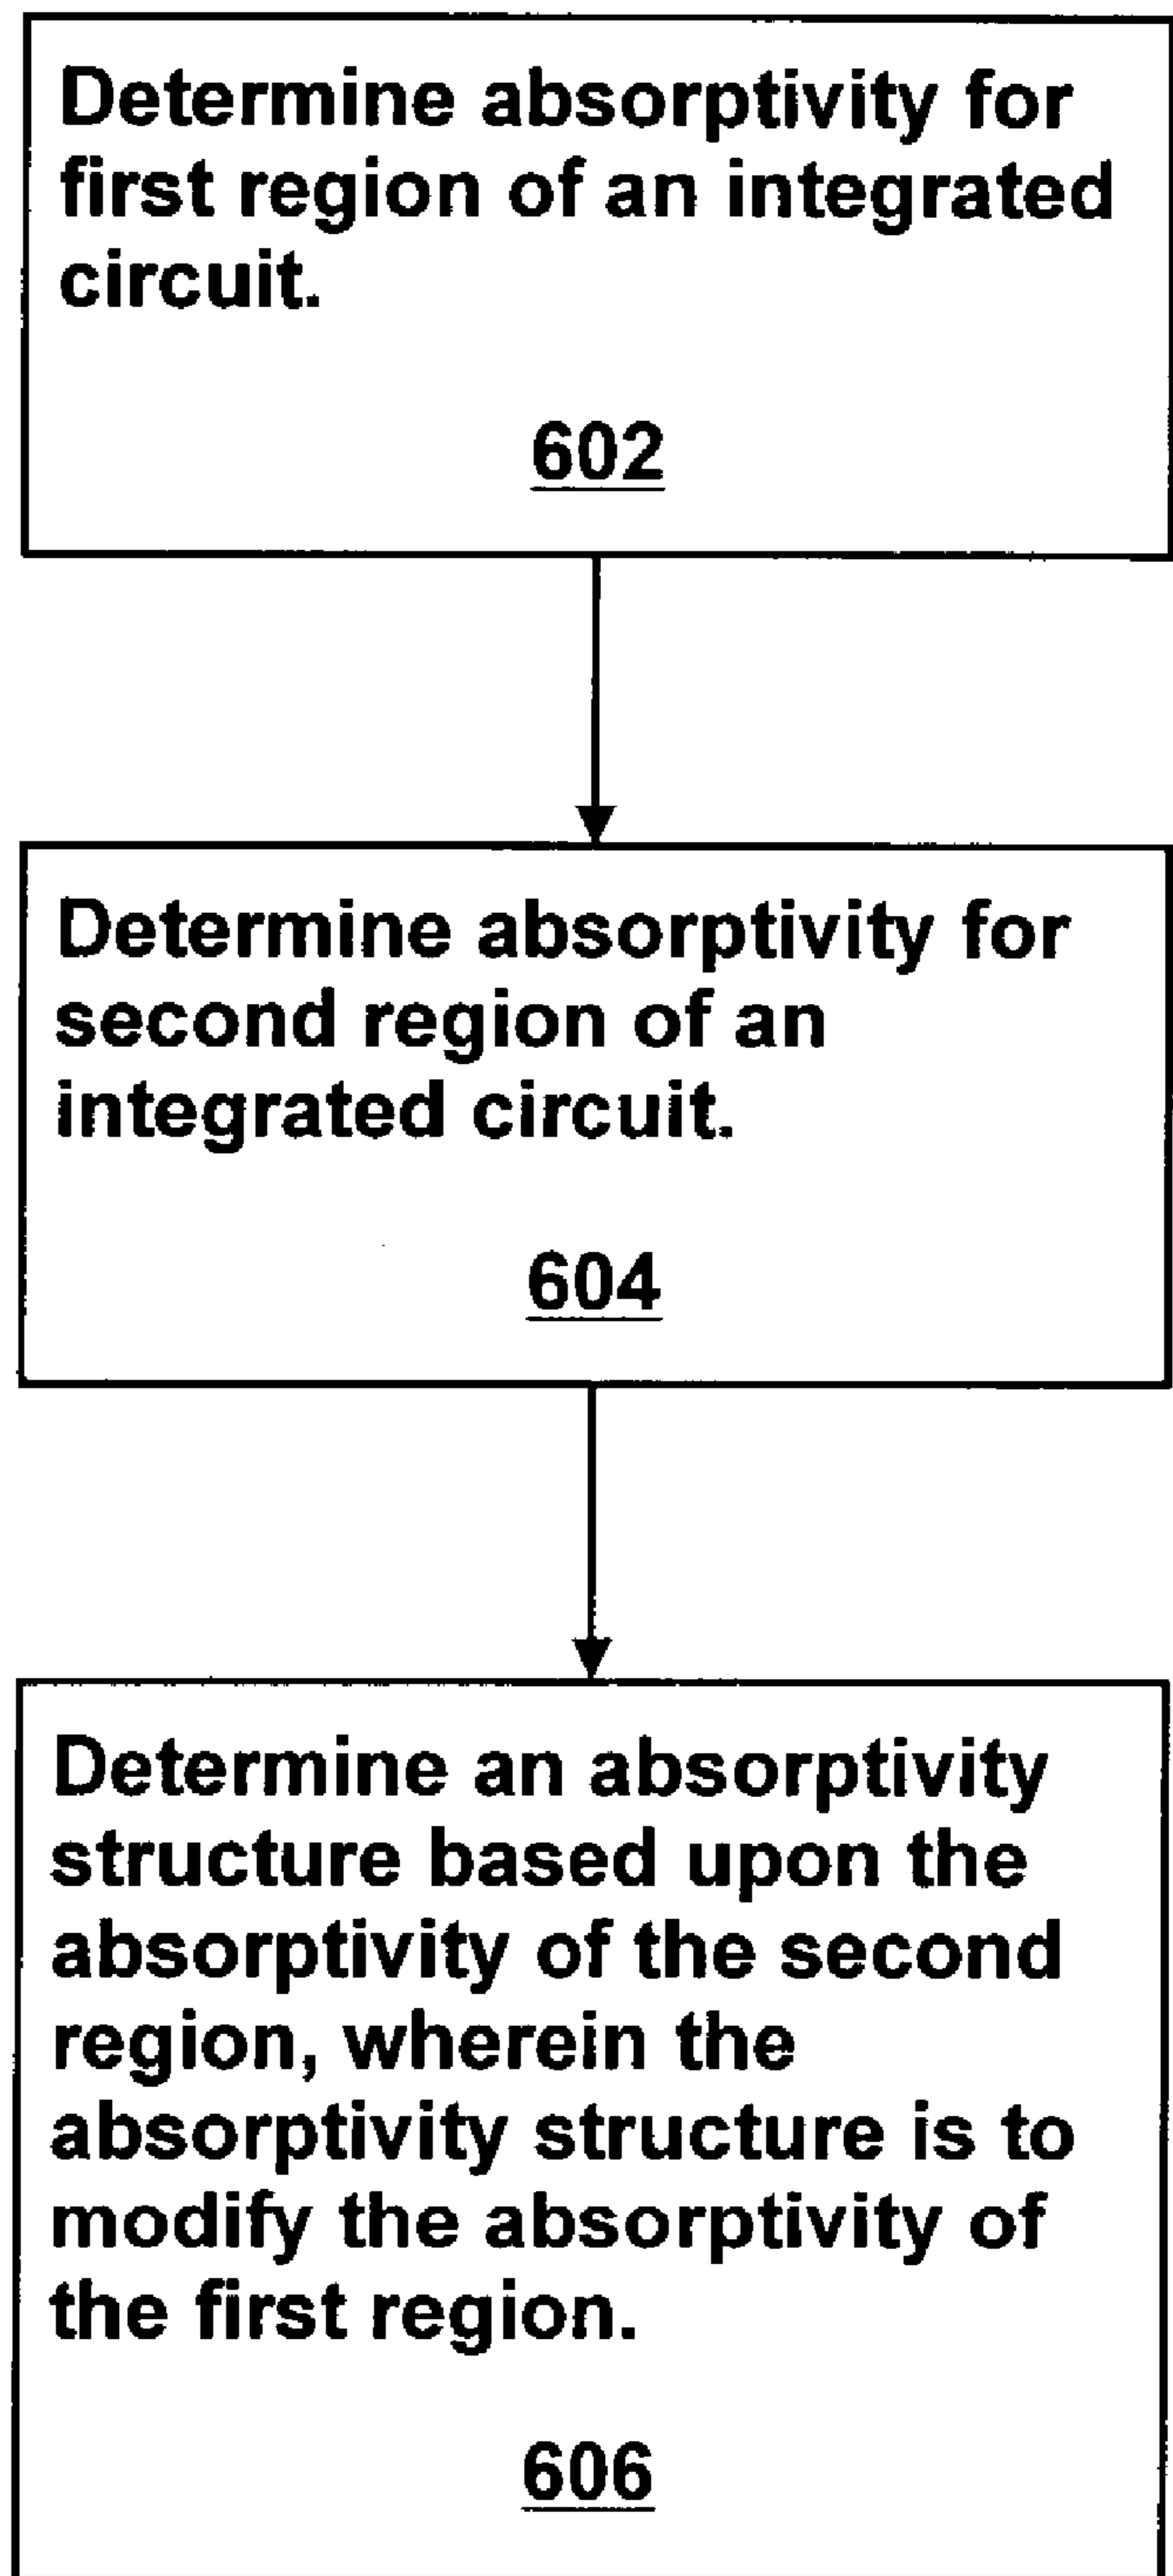 Determine absorptivity for
first region of an integrated
circuit.
602
Determine absorptivity for
second region of an
integrated circuit.
604
Determine an absorptivity
structure based upon the
absorptivity of the second
region, wherein the
absorptivity structure is to
modify the absorptivity of
the first region.
606